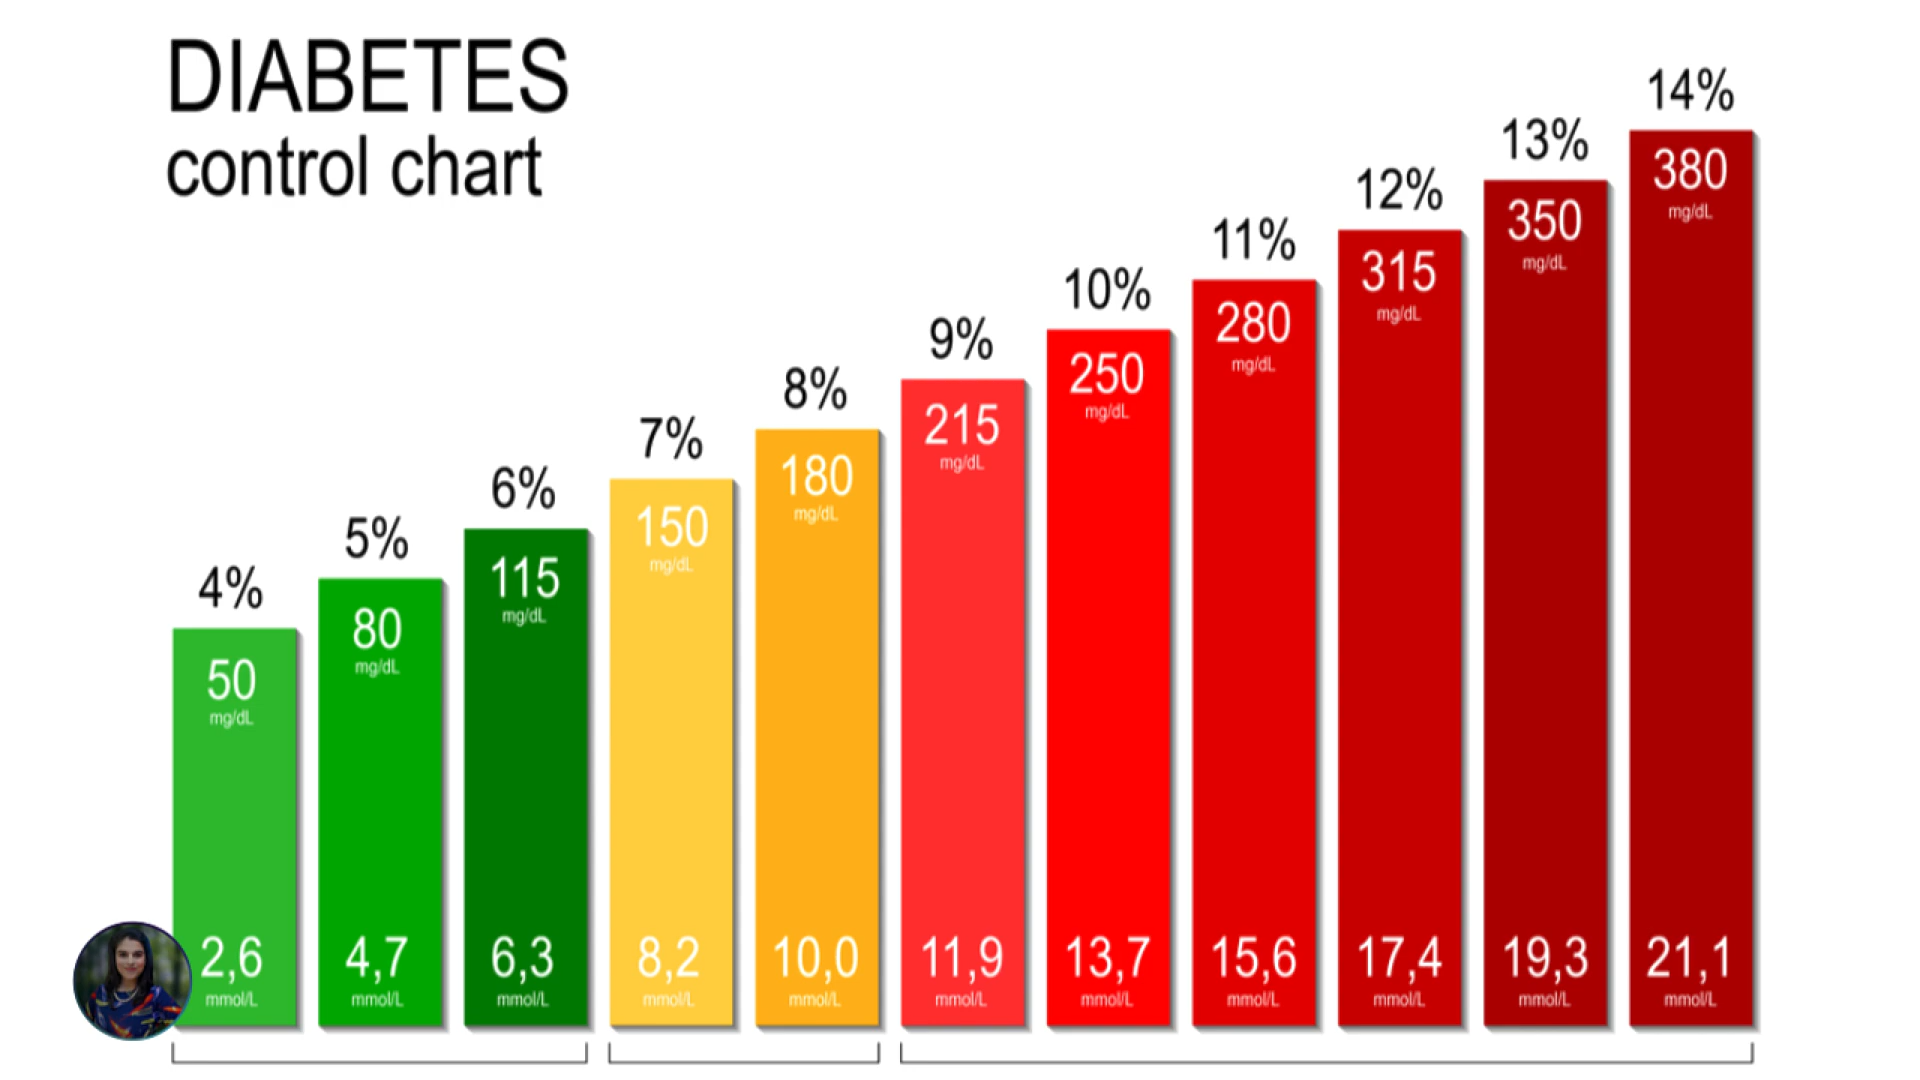 DIABETES
control chart
4%
50
mg/dL
2,6
mmol/L
5%
80
mg/dL
4,7
mmol/L
6%
115
mg/dL
6,3
mmol/L
7%
150
mg/dL
8,2
mmol/L
8%
180
mg/dL
10,0
mmol/L
9%
215
mg/dL
11,9
mmol/L
10%
250
mg/dL
13,7
mmol/L
11%
280
mg/dL
15,6
mmol/L
12%
315
mg/dL
17,4
mmol/L
13%
350
mg/dL
19,3
mmol/L
14%
380
mg/dL
21,1
mmol/L